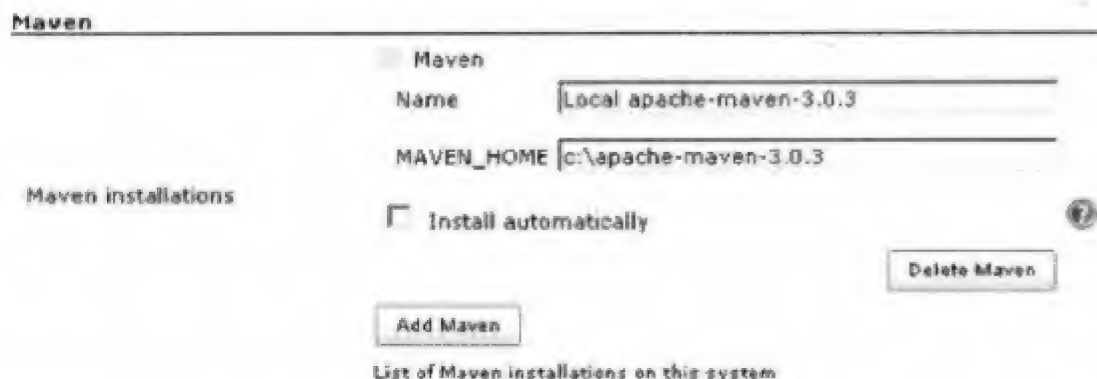 Maven
Maven
Name Local apache-maven-3.0.3
MAVEN_HOME c:\apache-maven-3.0.3
Maven installations
Install automatically
Delete Maven
Add Maven
List of Maven installations on this system